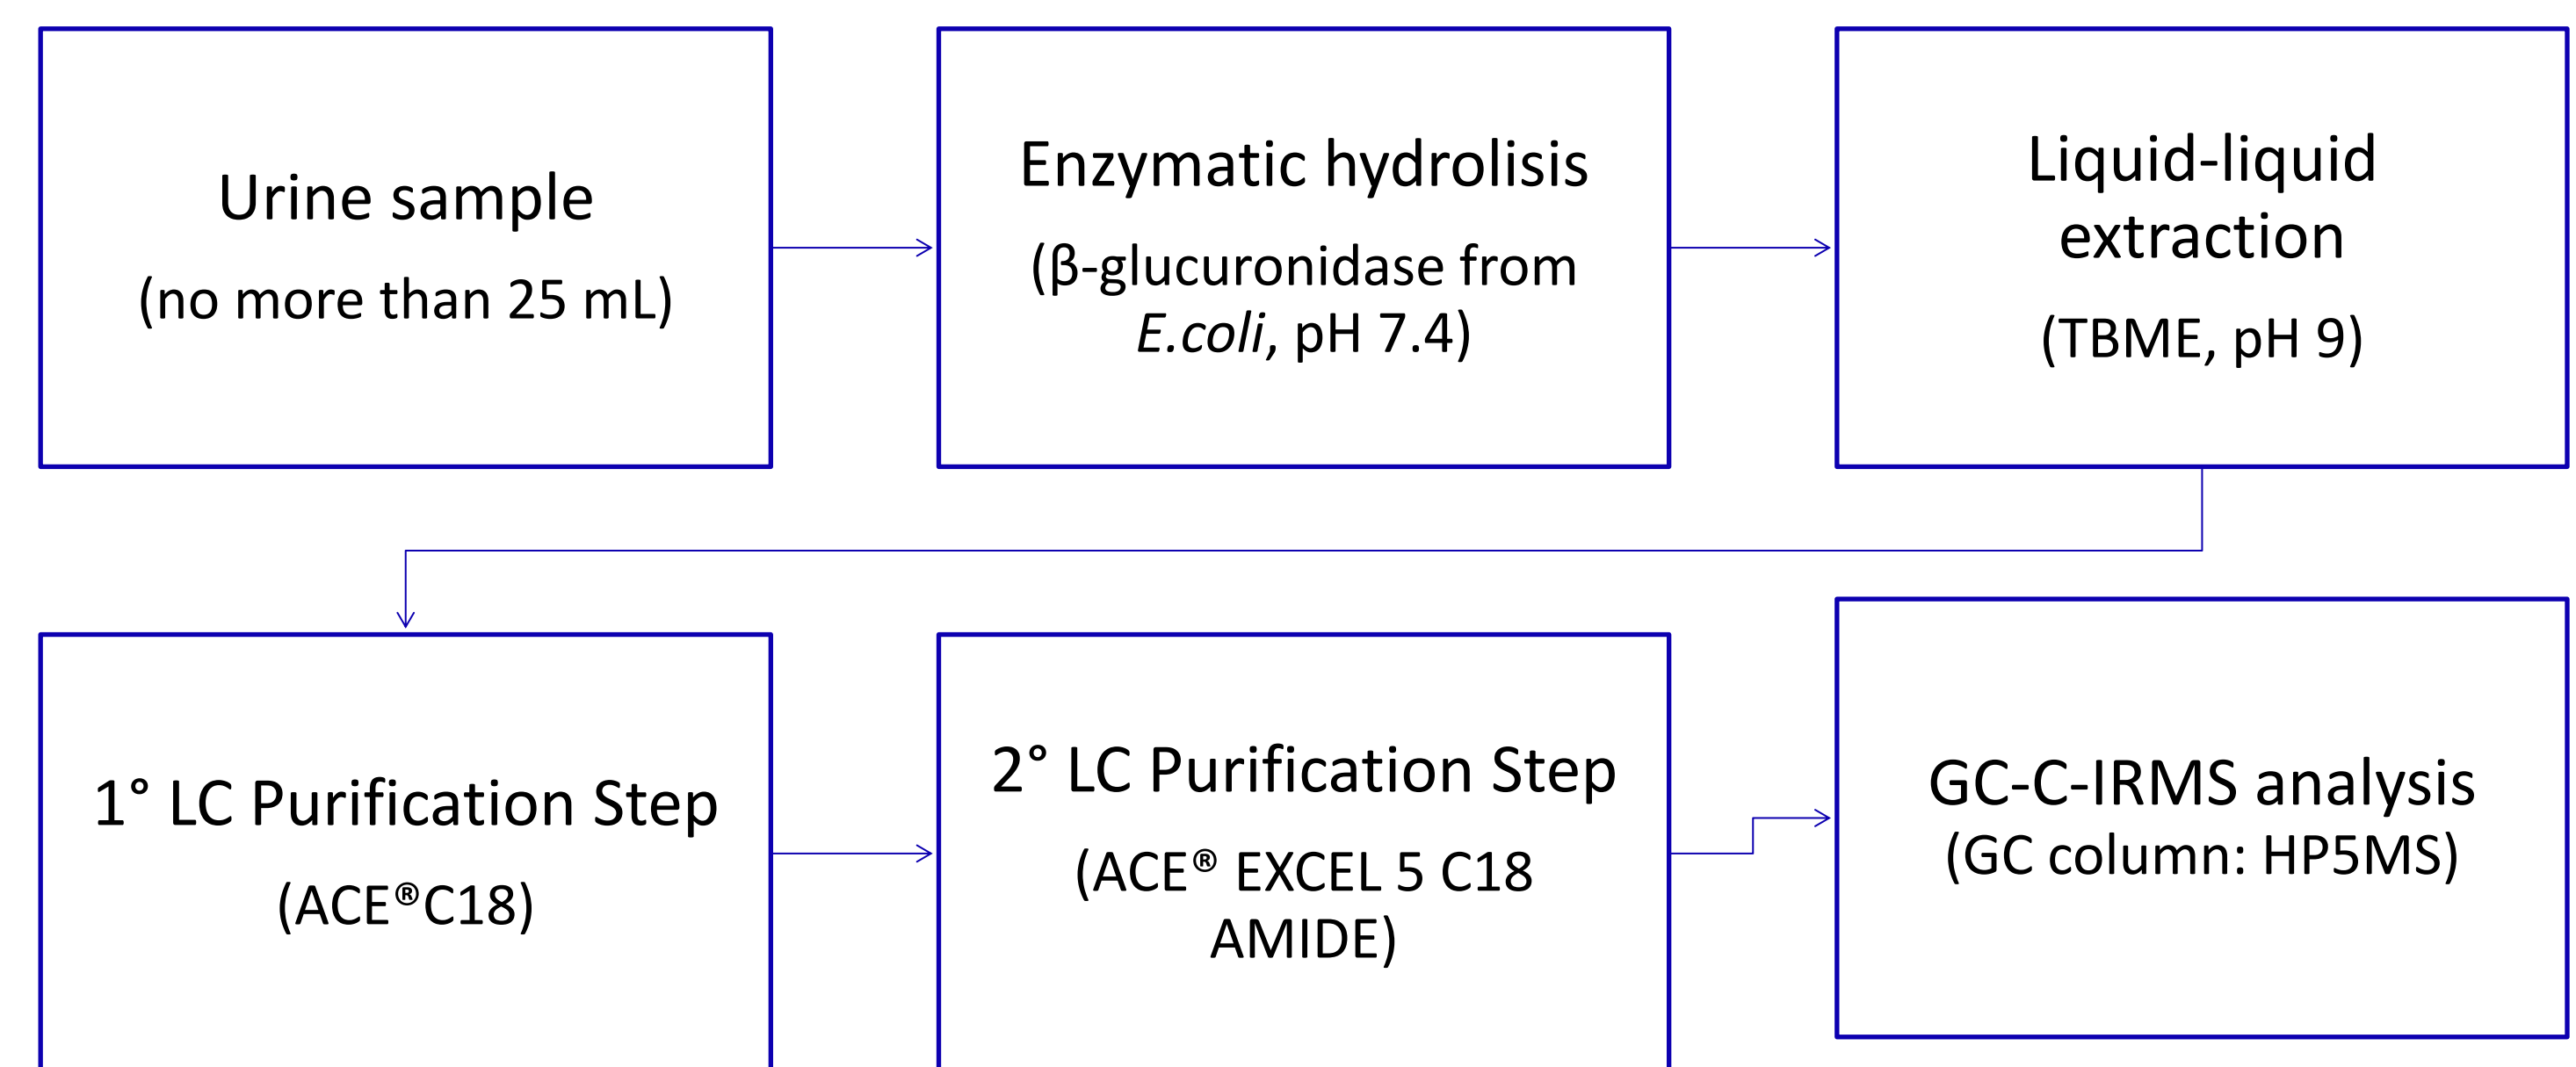 Urine sample
(no more than 25 mL)
Enzymatic hydrolisis
(β-glucuronidase from
E.coli, pH 7.4)
Liquid-liquid
extraction
(TBME, pH 9)
1° LC Purification Step
(ACE®C18)
2° LC Purification Step
(ACE® EXCEL 5 C18
AMIDE)
GC-C-IRMS analysis
(GC column: HP5MS)